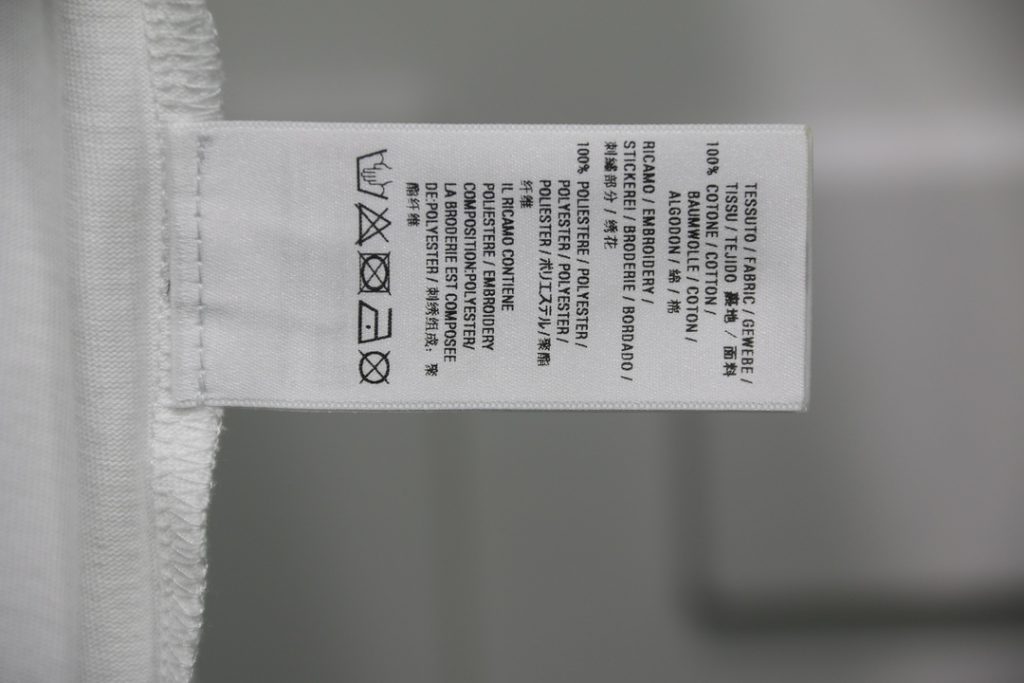 TESSUTO / FABRIC / GEWEBE /
TISSU / TEJIDO 裏地 / 面料
100% COTONE / COTTON /
BAUMWOLLE / COTON /
ALGODON / 綿 / 棉
RICAMO / EMBROIDERY /
STICKEREI / BRODERIE / BORDADO /
刺繍部分 / 绣花
100% POLIESTERE / POLYESTER /
POLYESTER / POLYESTER /
POLIESTER / ポリエステル / 聚酯
纤维
IL RICAMO CONTIENE
POLIESTERE / EMBROIDERY
COMPOSITION:POLYESTER/
LA BRODERIE EST COMPOSEE
DE:POLYESTER / 刺绣组成: 聚
酯纤维